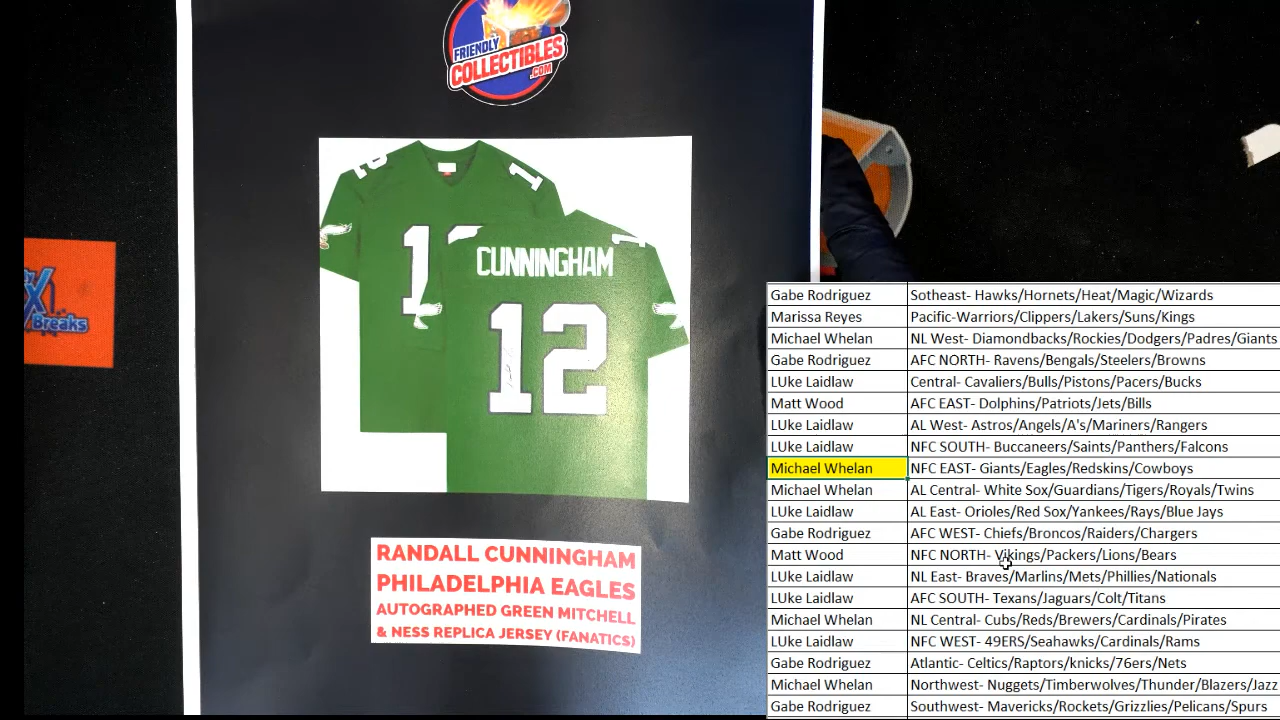 FRIENDLY
COLLECTIBLES
.COM
12
1
1
CUNNINGHAM
1
12
X
Breaks
RANDALL CUNNINGHAM
PHILADELPHIA EAGLES
AUTOGRAPHED GREEN MITCHELL
& NESS REPLICA JERSEY (FANATICS)
Gabe Rodriguez Sotheast- Hawks/Hornets/Heat/Magic/Wizards
Marissa Reyes Pacific-Warriors/Clippers/Lakers/Suns/Kings
Michael Whelan NL West- Diamondbacks/Rockies/Dodgers/Padres/Giants
Gabe Rodriguez AFC NORTH- Ravens/Bengals/Steelers/Browns
LUke Laidlaw Central- Cavaliers/Bulls/Pistons/Pacers/Bucks
Matt Wood AFC EAST- Dolphins/Patriots/Jets/Bills
LUke Laidlaw AL West- Astros/Angels/A's/Mariners/Rangers
LUke Laidlaw NFC SOUTH- Buccaneers/Saints/Panthers/Falcons
Michael Whelan NFC EAST- Giants/Eagles/Redskins/Cowboys
Michael Whelan AL Central- White Sox/Guardians/Tigers/Royals/Twins
LUke Laidlaw AL East- Orioles/Red Sox/Yankees/Rays/Blue Jays
Gabe Rodriguez AFC WEST- Chiefs/Broncos/Raiders/Chargers
Matt Wood NFC NORTH- Vikings/Packers/Lions/Bears
LUke Laidlaw NL East- Braves/Marlins/Mets/Phillies/Nationals
LUke Laidlaw AFC SOUTH- Texans/Jaguars/Colt/Titans
Michael Whelan NL Central- Cubs/Reds/Brewers/Cardinals/Pirates
LUke Laidlaw NFC WEST- 49ERS/Seahawks/Cardinals/Rams
Gabe Rodriguez Atlantic- Celtics/Raptors/knicks/76ers/Nets
Michael Whelan Northwest- Nuggets/Timberwolves/Thunder/Blazers/Jazz
Gabe Rodriguez Southwest- Mavericks/Rockets/Grizzlies/Pelicans/Spurs